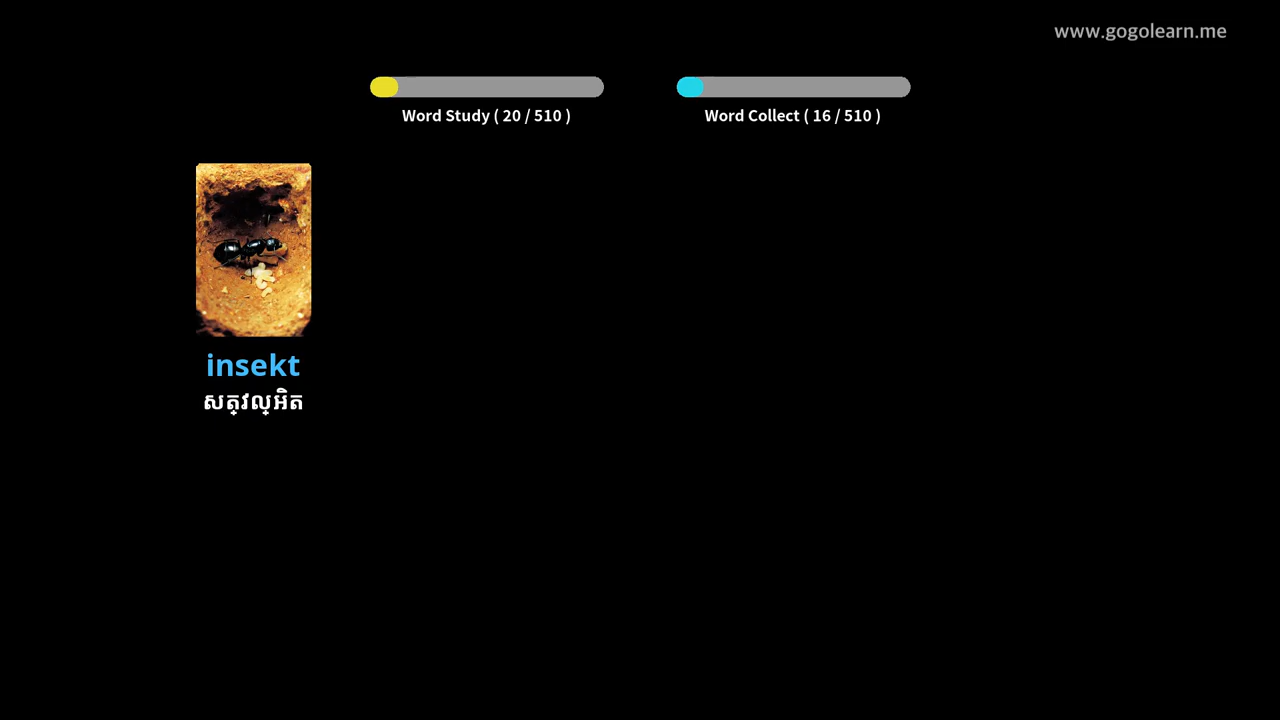 www.gogolearn.me
Word Study ( 20 / 510 )
Word Collect ( 16 / 510 )
insekt
សត្វល្អិត